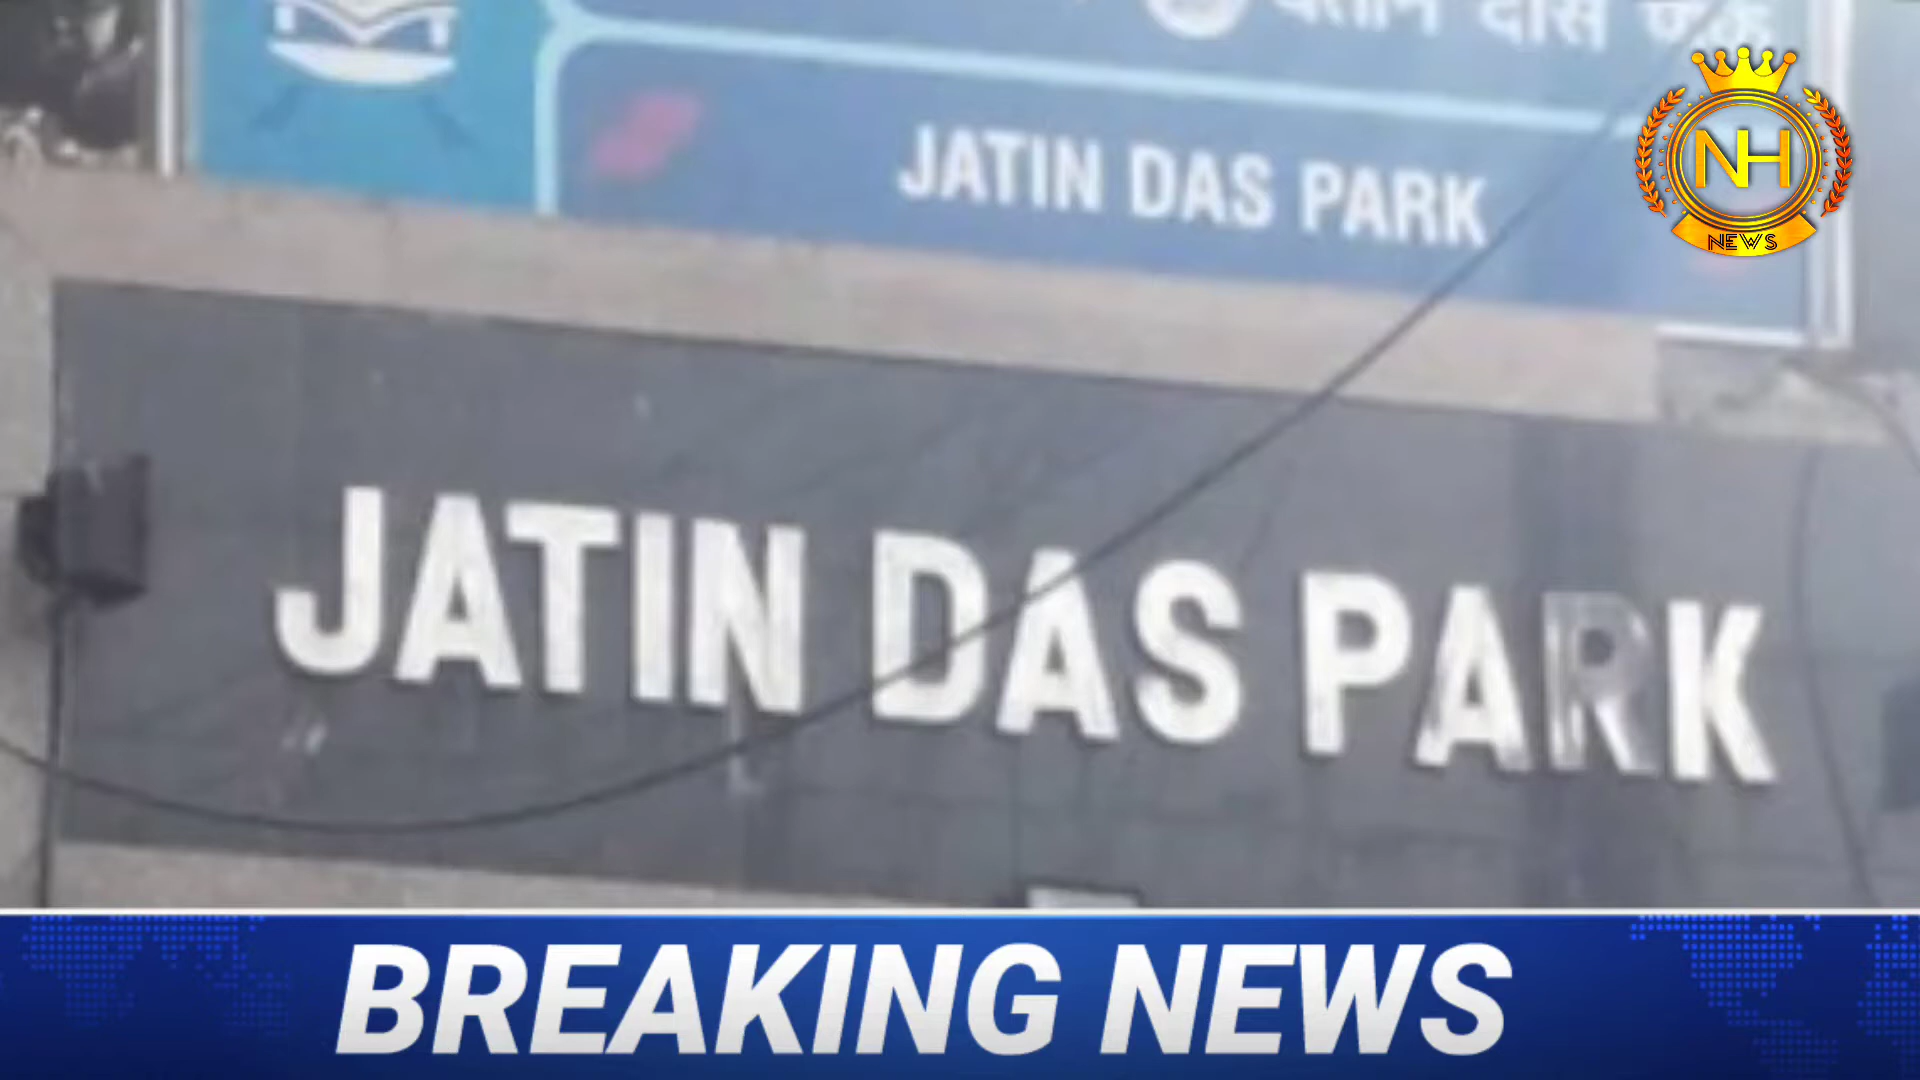 दास
JATIN DAS PARK
NH
NEWS
JATIN DAS PARK
BREAKING NEWS